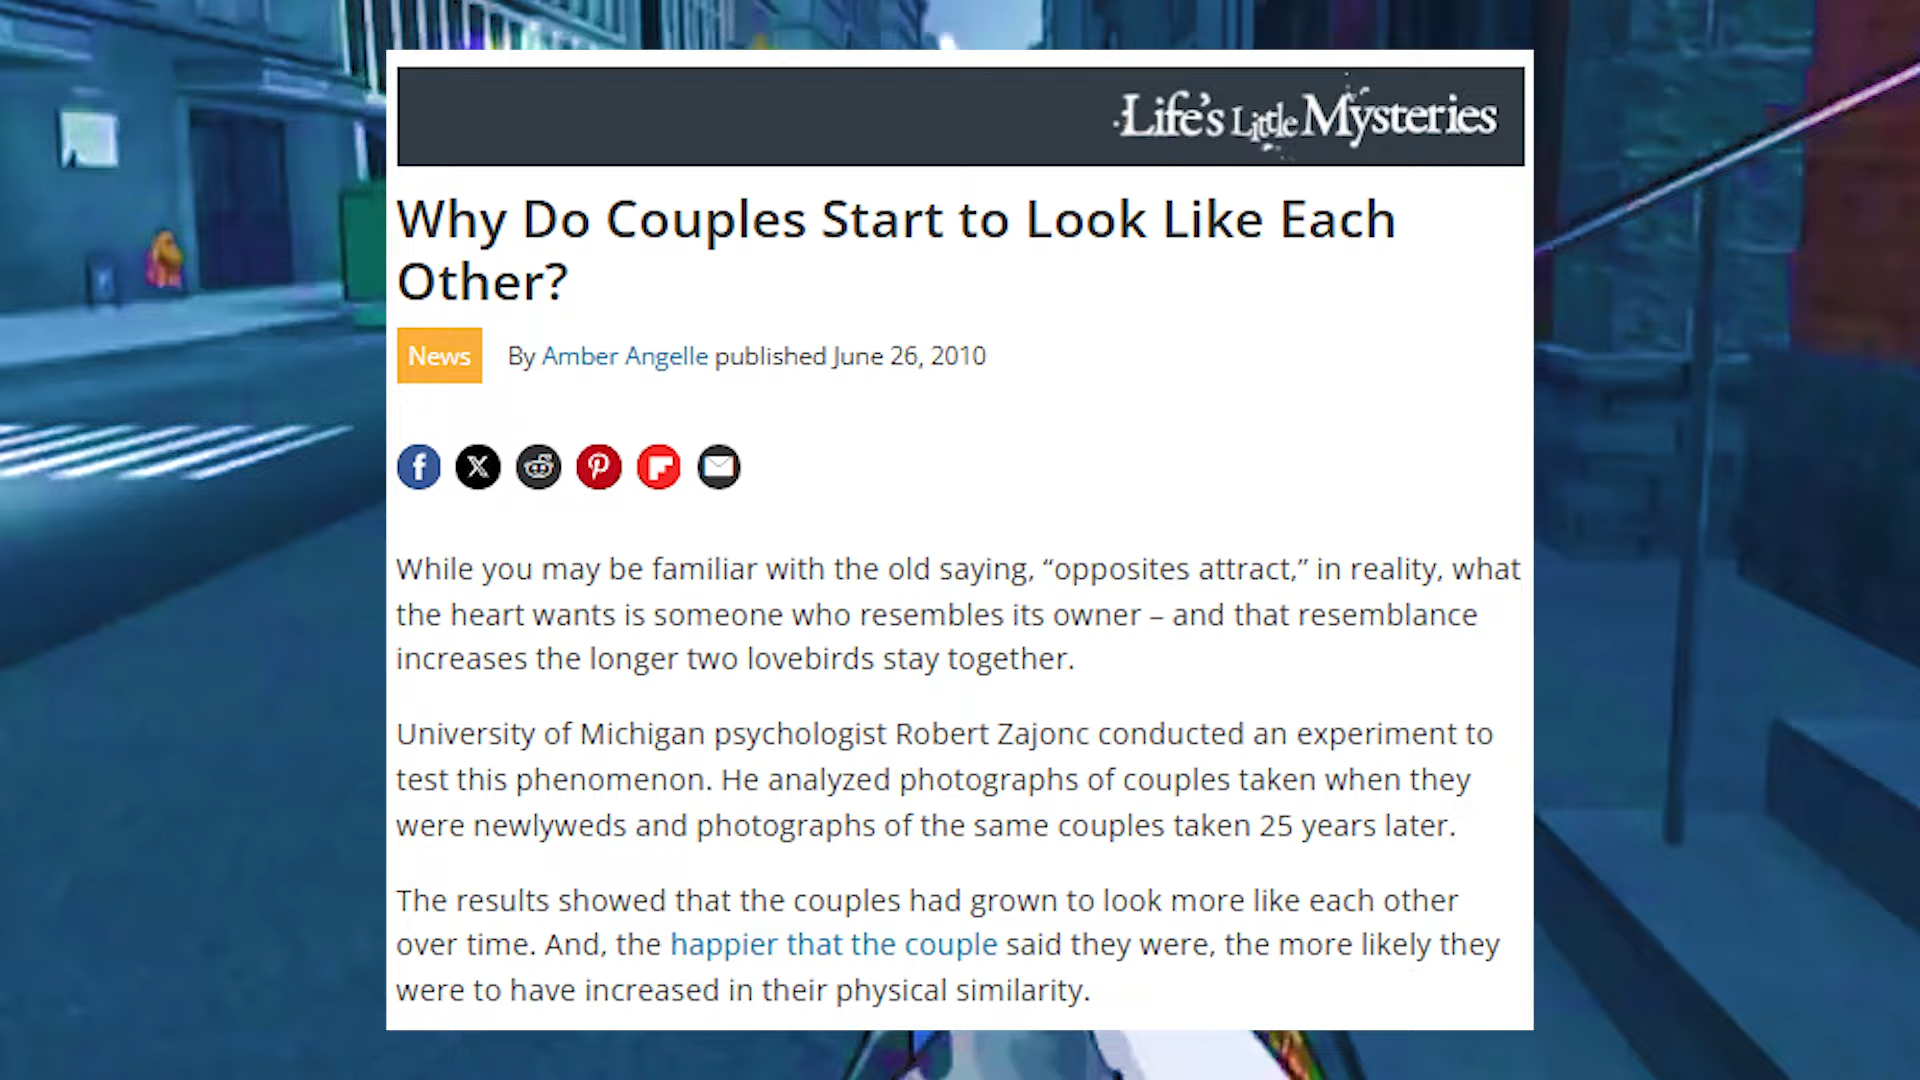 Life's Little Mysteries
Why Do Couples Start to Look Like Each
Other?
News By Amber Angelle published June 26, 2010
While you may be familiar with the old saying, “opposites attract,” in reality, what
the heart wants is someone who resembles its owner – and that resemblance
increases the longer two lovebirds stay together.
University of Michigan psychologist Robert Zajonc conducted an experiment to
test this phenomenon. He analyzed photographs of couples taken when they
were newlyweds and photographs of the same couples taken 25 years later.
The results showed that the couples had grown to look more like each other
over time. And, the happier that the couple said they were, the more likely they
were to have increased in their physical similarity.